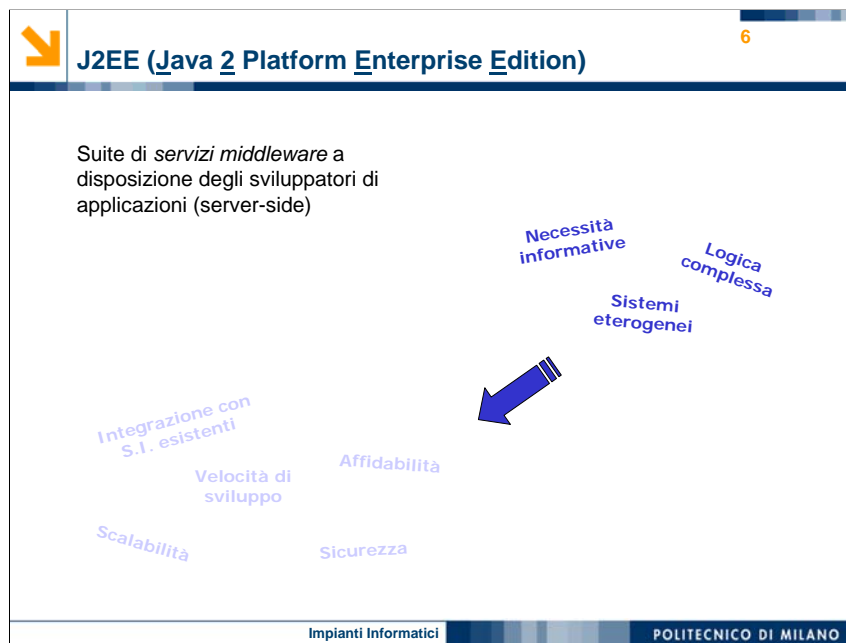 6
J2EE (Java 2 Platform Enterprise Edition)
Suite di servizi middleware a
disposizione degli sviluppatori di
applicazioni (server-side)
Necessità
informative
Logica
complessa
Sistemi
eterogenei
Integrazione con
S.I. esistenti
Affidabilità
Velocità di
sviluppo
Scalabilità
Sicurezza
Impianti Informatici
POLITECNICO DI MILANO